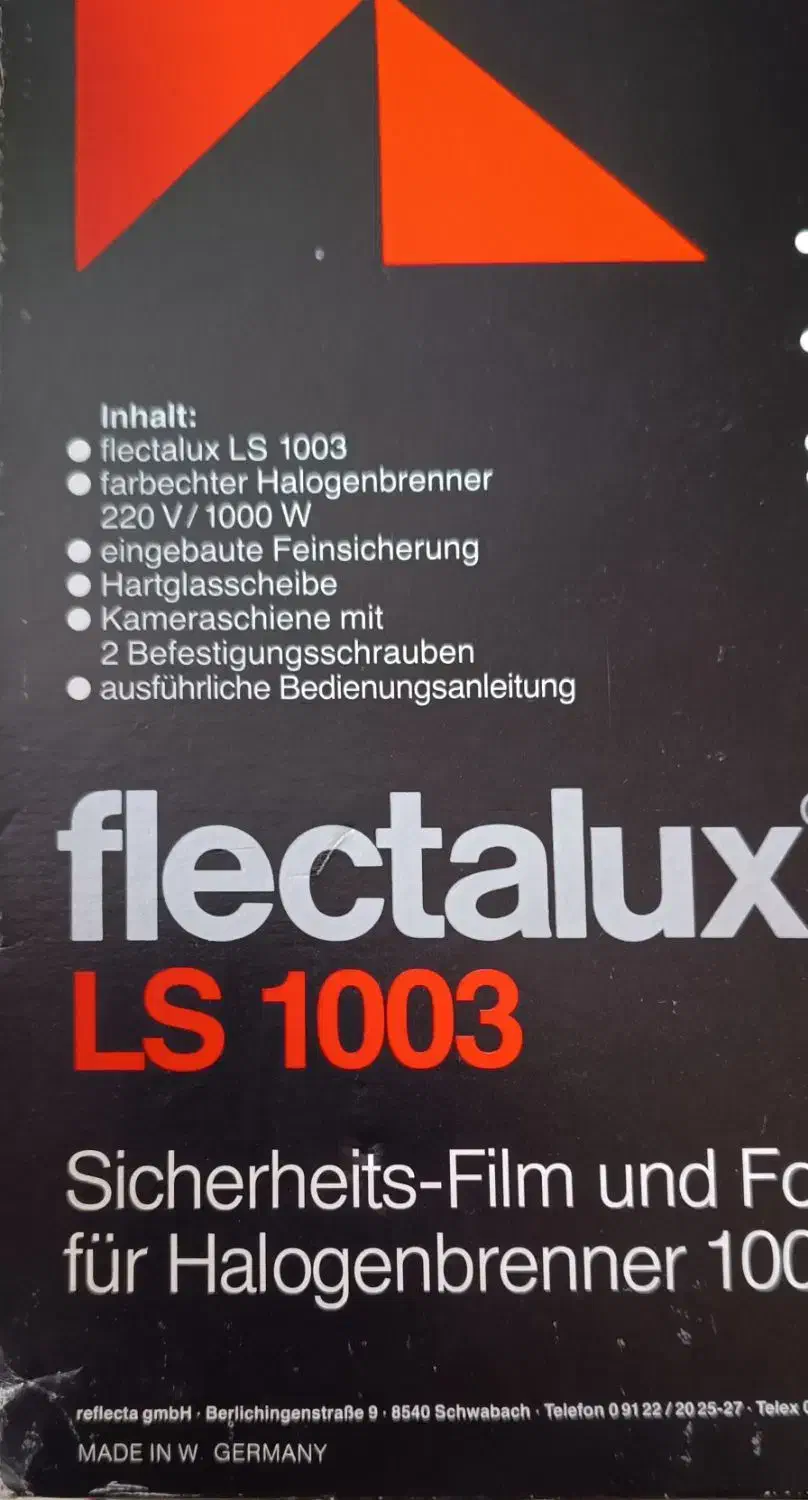 Inhalt:
● flectalux LS 1003
● farbechter Halogenbrenner
220 V/1000 W
● eingebaute Feinsicherung
● Hartglasscheibe
● Kameraschiene mit
2 Befestigungsschrauben
● ausführliche Bedienungsanleitung
flectalux
LS 1003
Sicherheits-Film und
für Halogenbrenner
reflecta gmbH · Berlichingenstraße 9 · 8540 Schwabach · Telefon 0 91 22 / 20 25-27 · Telex
MADE IN W. GERMANY